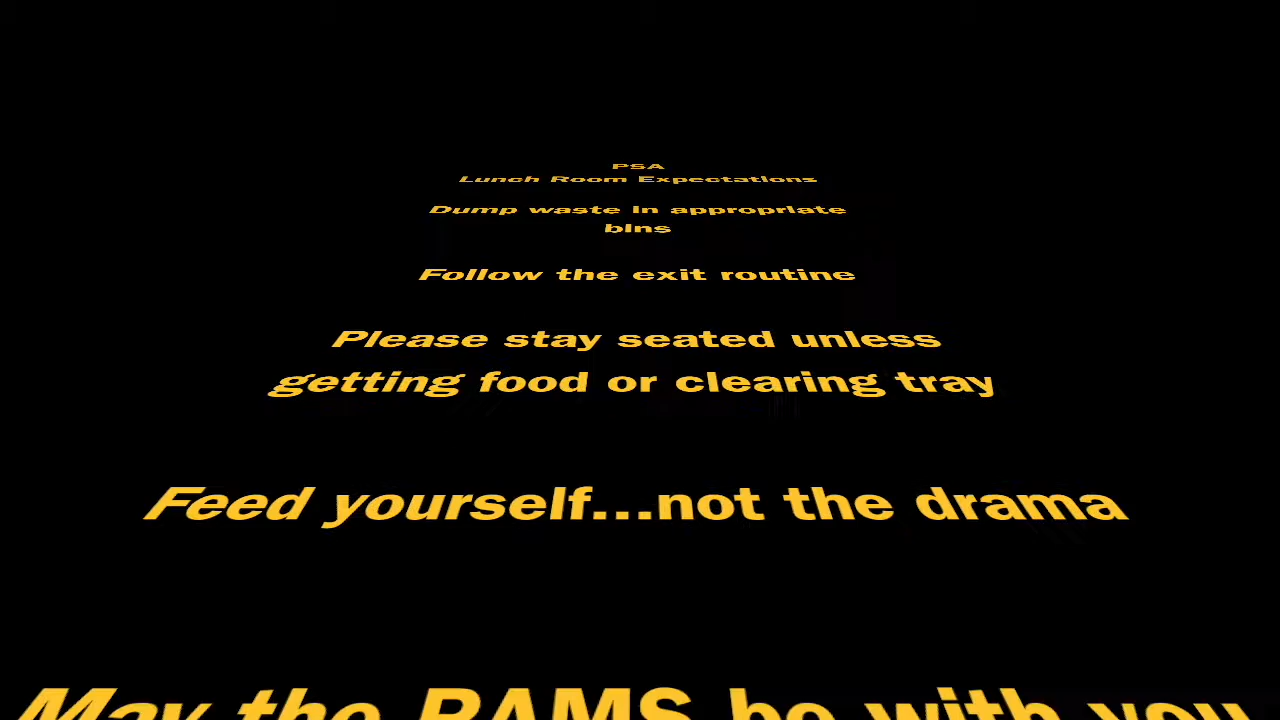 PSA
Lunch Room Expectations
Dump waste in appropriate
bins
Follow the exit routine
Please stay seated unless
getting food or clearing tray
Feed yourself...not the drama
May the RAMS be with you